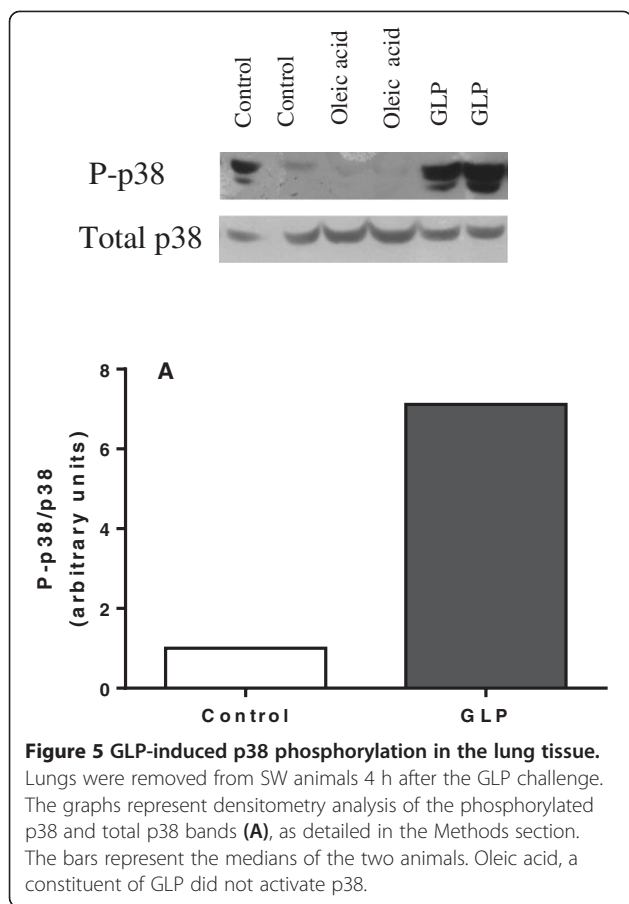 Control
Control
Oleic acid
Oleic acid
GLP
GLP
P-p38
Total p38
A
8
6
4
2
0
P-p38/p38
(arbitrary units)
Control
GLP
Figure 5 GLP-induced p38 phosphorylation in the lung tissue.
Lungs were removed from SW animals 4 h after the GLP challenge.
The graphs represent densitometry analysis of the phosphorylated
p38 and total p38 bands (A), as detailed in the Methods section.
The bars represent the medians of the two animals. Oleic acid, a
constituent of GLP did not activate p38.